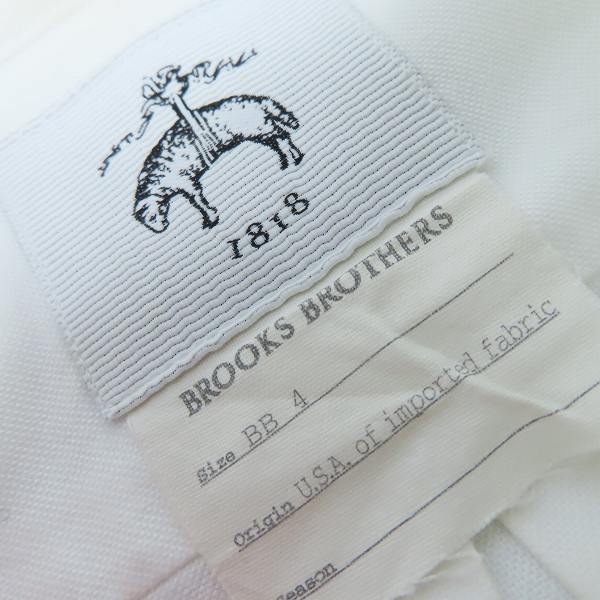 1818
BROOKS BROTHERS
Size BB 4
Origin U.S.A. of imported fabric
Season